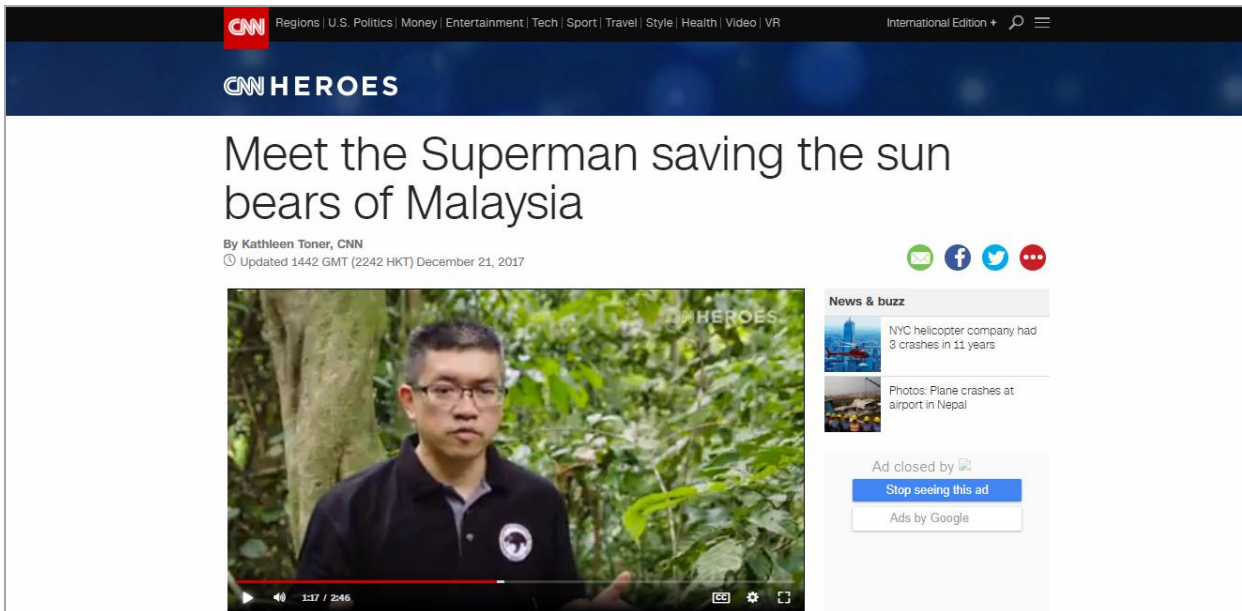 CNN Regions | U.S. Politics | Money | Entertainment | Tech | Sport | Travel | Style | Health | Video | VR International Edition +
CNN HEROES
Meet the Superman saving the sun
bears of Malaysia
By Kathleen Toner, CNN
Updated 1442 GMT (2242 HKT) December 21, 2017
CNN HEROES
1:17 / 2:46 CC
News & buzz
NYC helicopter company had
3 crashes in 11 years
Photos: Plane crashes at
airport in Nepal
Ad closed by
Stop seeing this ad
Ads by Google